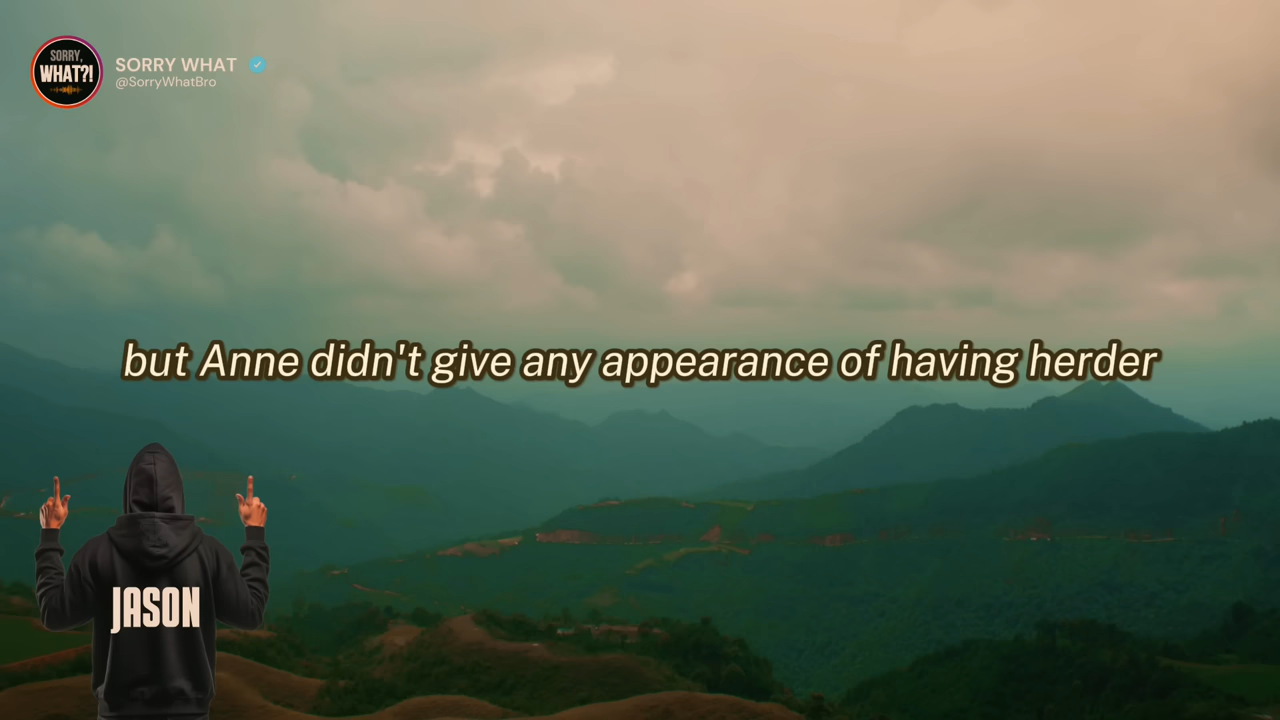 SORRY,
WHAT?!
SORRY WHAT
@SorryWhatBro
but Anne didn't give any appearance of having herder
JASON